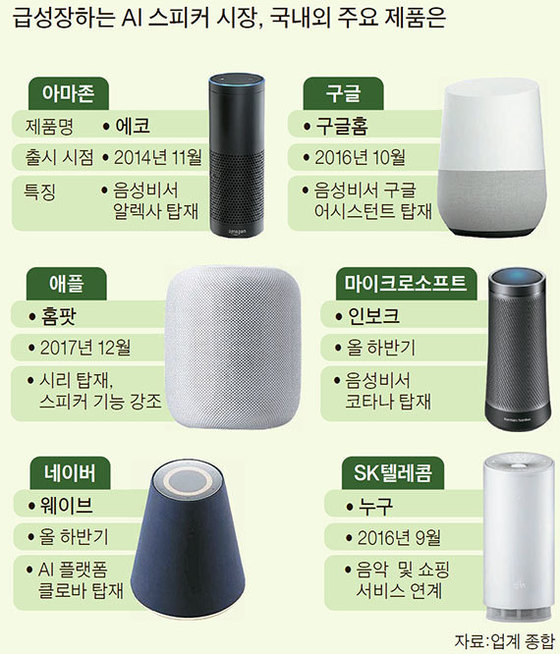 급성장하는 AI 스피커 시장, 국내외 주요 제품은
아마존
제품명 • 에코
출시 시점 • 2014년 11월
특징 • 음성비서
알렉사 탑재
amazon
구글
• 구글홈
• 2016년 10월
• 음성비서 구글
어시스턴트 탑재
애플
• 홈팟
• 2017년 12월
• 시리 탑재,
스피커 기능 강조
마이크로소프트
• 인보크
• 올 하반기
• 음성비서
코타나 탑재
harman/kardon
네이버
• 웨이브
• 올 하반기
• AI 플랫폼
클로바 탑재
SK텔레콤
• 누구
• 2016년 9월
• 음악 및 쇼핑
서비스 연계
자료:업계 종합